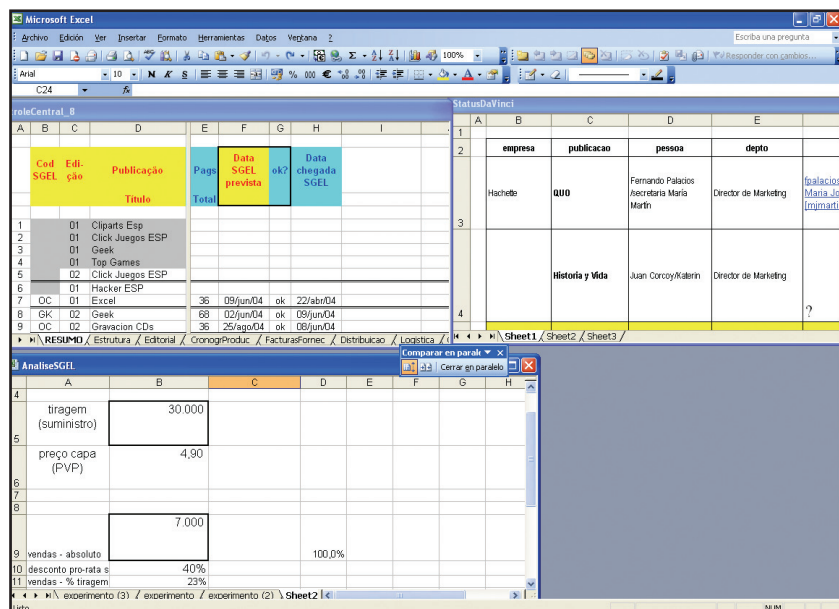 Microsoft Excel
Archivo Edición Ver Insertar Formato Herramientas Datos Ventana ?
Escriba una pregunta
100%
Responder con cambios...
Arial 10 N K S % 000 €
C24 fx
roleCentral_8
A B C D E F G H I
Cod SGEL Edi-ção Publicação Título Pags Total Data SGEL prevista ok? Data chegada SGEL
1 01 Cliparts Esp
2 01 Click Juegos ESP
3 01 Geek
4 01 Top Games
5 02 Click Juegos ESP
6 01 Hacker ESP
7 OC 01 Excel 36 09/jun/04 ok 22/abr/04
8 GK 02 Geek 68 02/jun/04 ok 09/jun/04
9 OC 02 Gravacion CDs 36 25/ago/04 ok 08/jun/04
RESUMO Estrutura Editorial CronogrProduc FacturasFornec Distribuicao Logistica
StatusDaVinci
A B C D E
1
2 empresa publicacao pessoa depto
3 Hachette QUO Fernando Palacios /secretaria María Martín Director de Marketing fpalacios Maria Jo [mjmarti
4 Historia y Vida Juan Corcoy/Katerin Director de Marketing ?
Sheet1 Sheet2 Sheet3
Comparar en paral
Cerrar en paralelo
AnaliseSGEL
A B C D E F G H
4
5 tiragem (suministro) 30.000
6 preço capa (PVP) 4,90
7
8
9 vendas - absoluto 7.000 100,0%
10 desconto pro-rata s 40%
11 vendas - % tiragem 23%
experimento (3) experimento experimento (2) Sheet2
Listo NUM